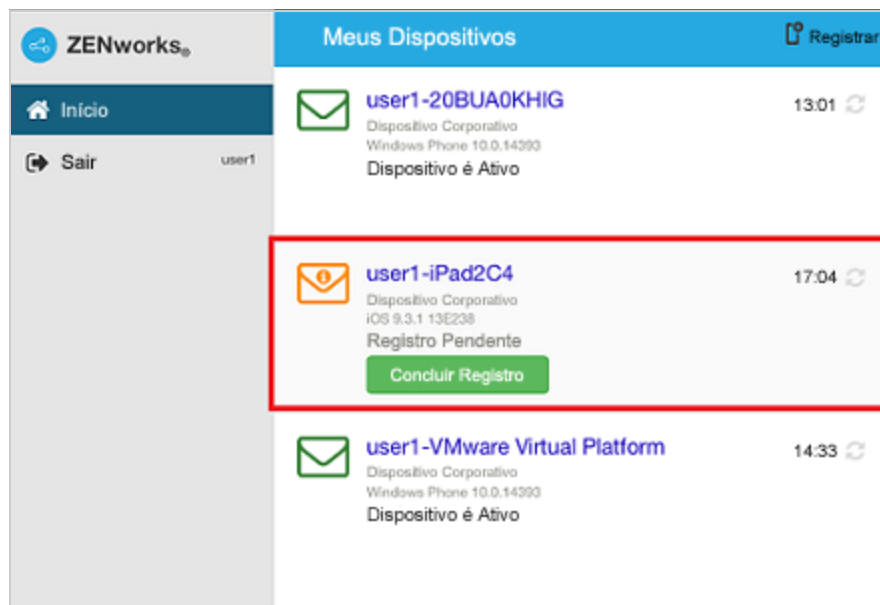 ZENworks®
Meus Dispositivos
Registrar
Início
Sair
user1
user1-20BUA0KHIG
13:01
Dispositivo Corporativo
Windows Phone 10.0.14393
Dispositivo é Ativo
user1-iPad2C4
17:04
Dispositivo Corporativo
iOS 9.3.1 13E238
Registro Pendente
Concluir Registro
user1-VMware Virtual Platform
14:33
Dispositivo Corporativo
Windows Phone 10.0.14393
Dispositivo é Ativo